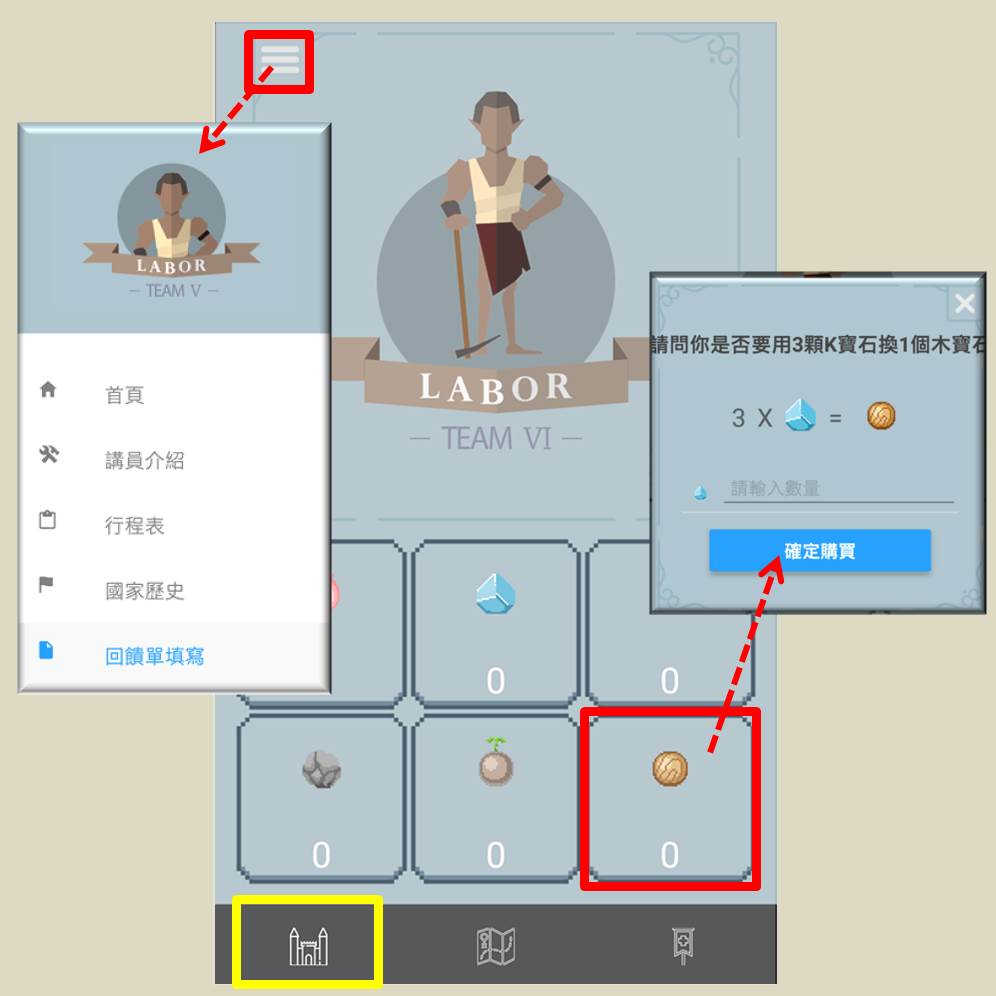 LABOR
— TEAM V —
首頁
講員介紹
行程表
國家歷史
回饋單填寫
LABOR
— TEAM VI —
請問你是否要用3顆K寶石換1個木寶石
3 X =
請輸入數量
確定購買
0
0
0
0
0